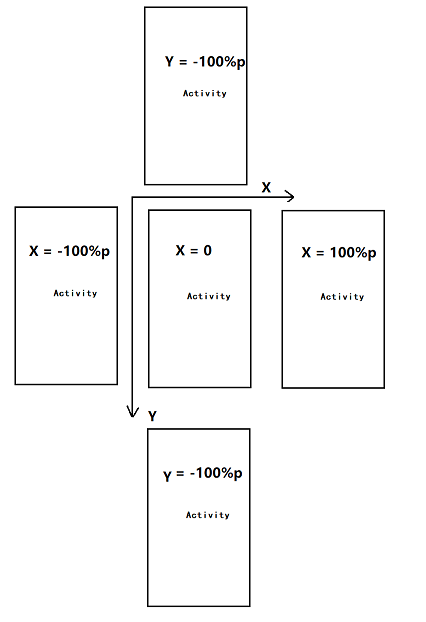 Y = -100%p
Activity
X
X = -100%p
Activity
X = 0
Activity
X = 100%p
Activity
Y
Y = -100%p
Activity